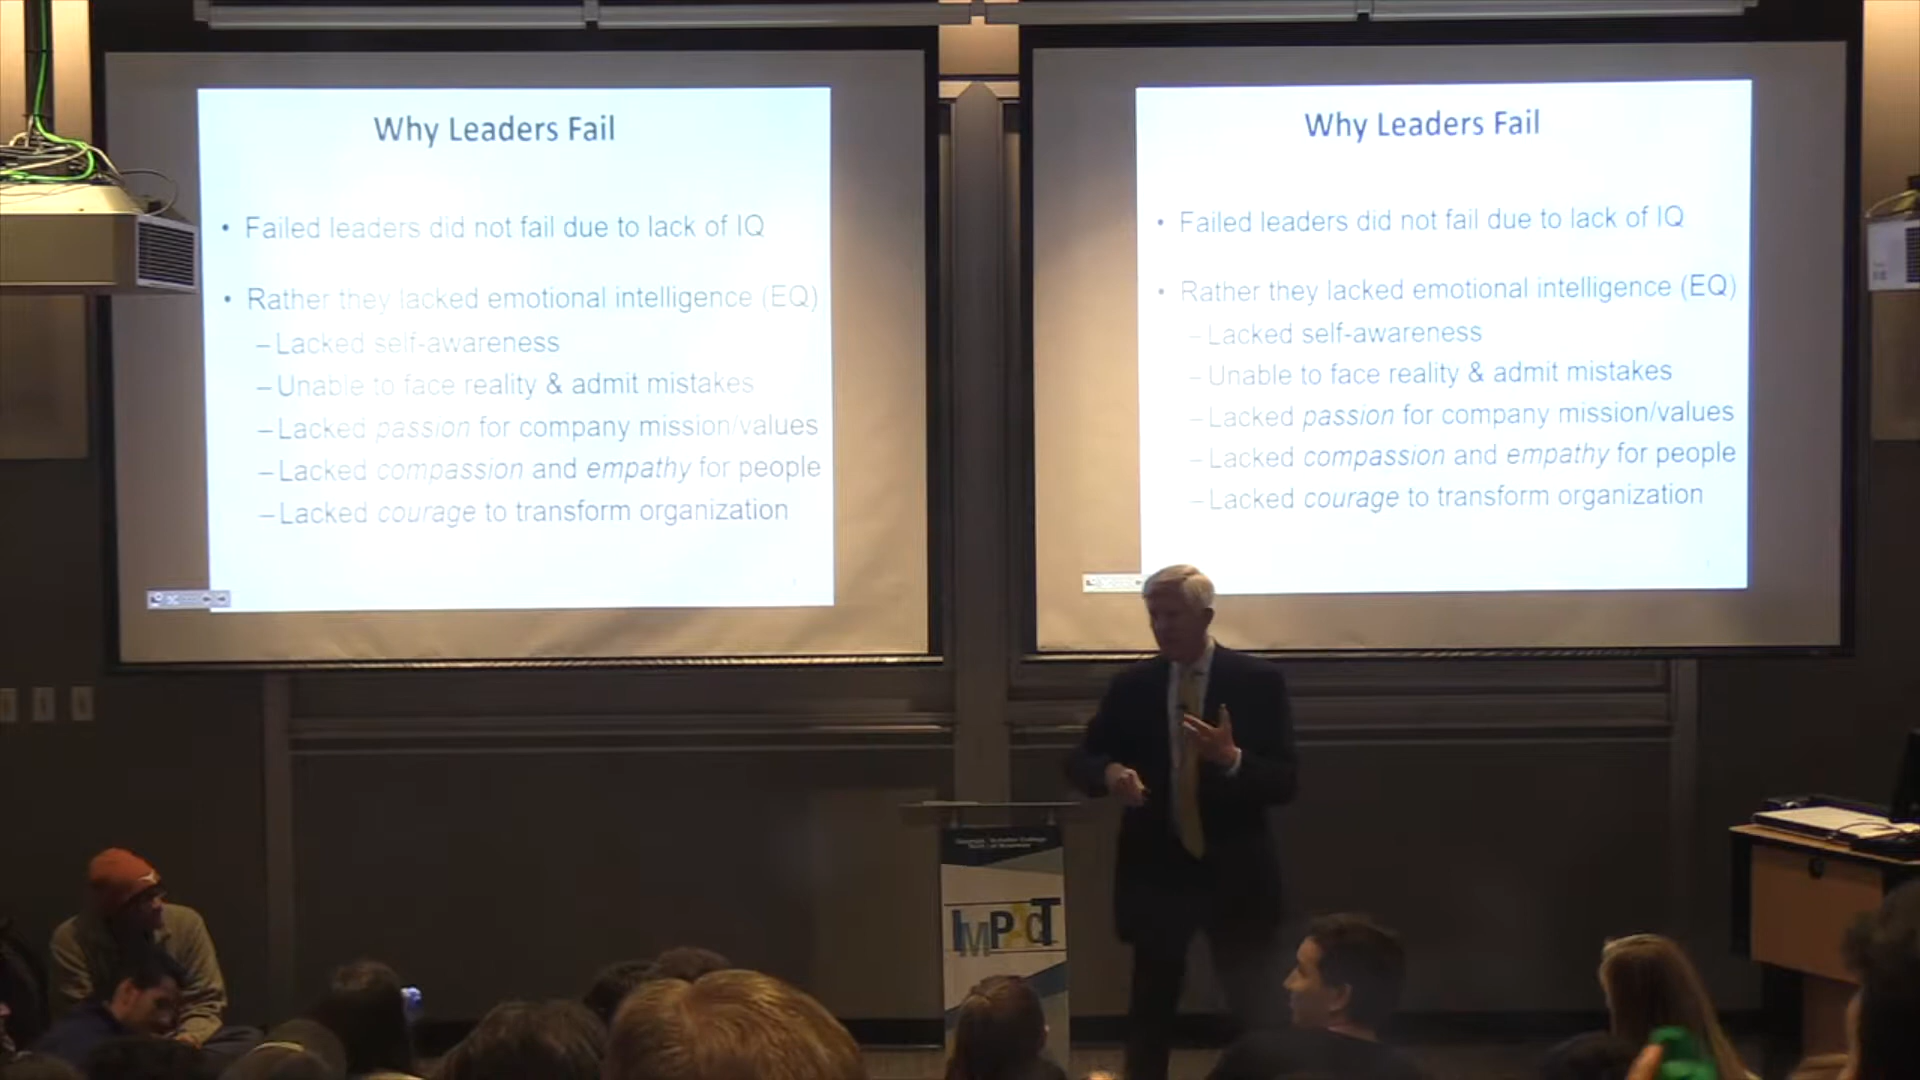 Why Leaders Fail
• Failed leaders did not fail due to lack of IQ
• Rather they lacked emotional intelligence (EQ)
– Lacked self-awareness
– Unable to face reality & admit mistakes
– Lacked passion for company mission/values
– Lacked compassion and empathy for people
– Lacked courage to transform organization
Why Leaders Fail
• Failed leaders did not fail due to lack of IQ
• Rather they lacked emotional intelligence (EQ)
– Lacked self-awareness
– Unable to face reality & admit mistakes
– Lacked passion for company mission/values
– Lacked compassion and empathy for people
– Lacked courage to transform organization
IMPACT